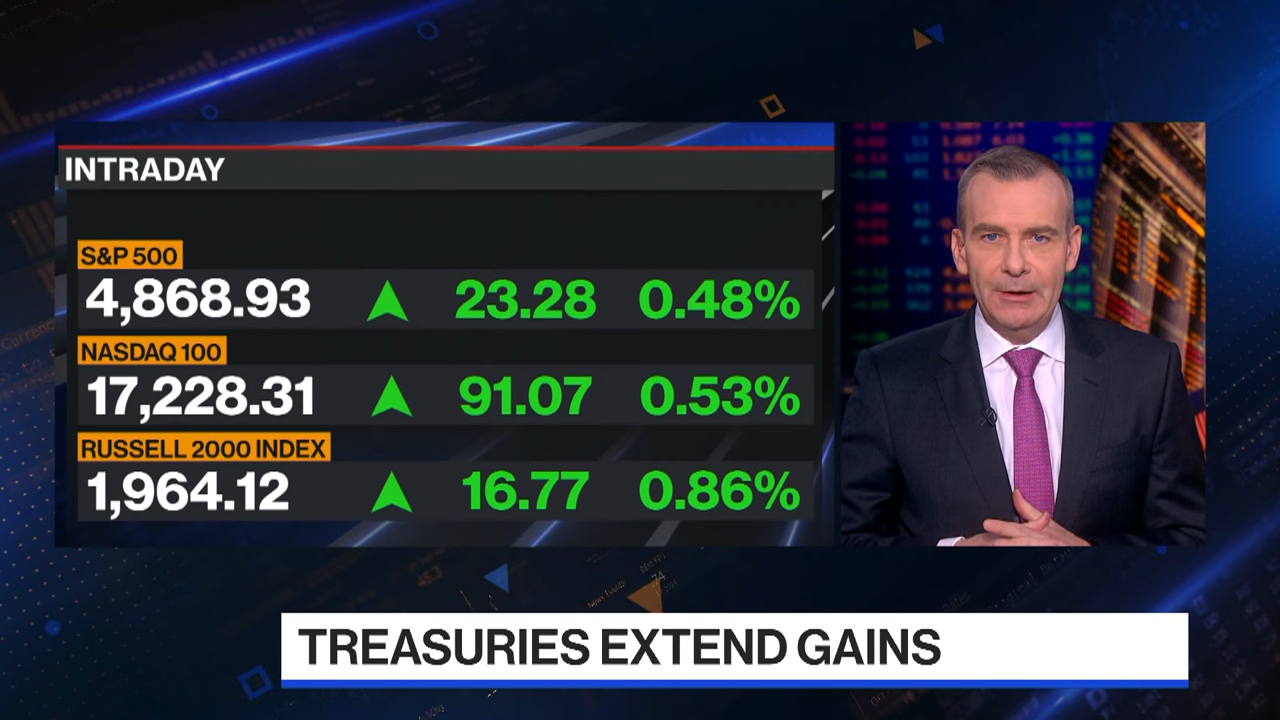 INTRADAY
S&P 500
4,868.93 ▲ 23.28 0.48%
NASDAQ 100
17,228.31 ▲ 91.07 0.53%
RUSSELL 2000 INDEX
1,964.12 ▲ 16.77 0.86%
TREASURIES EXTEND GAINS